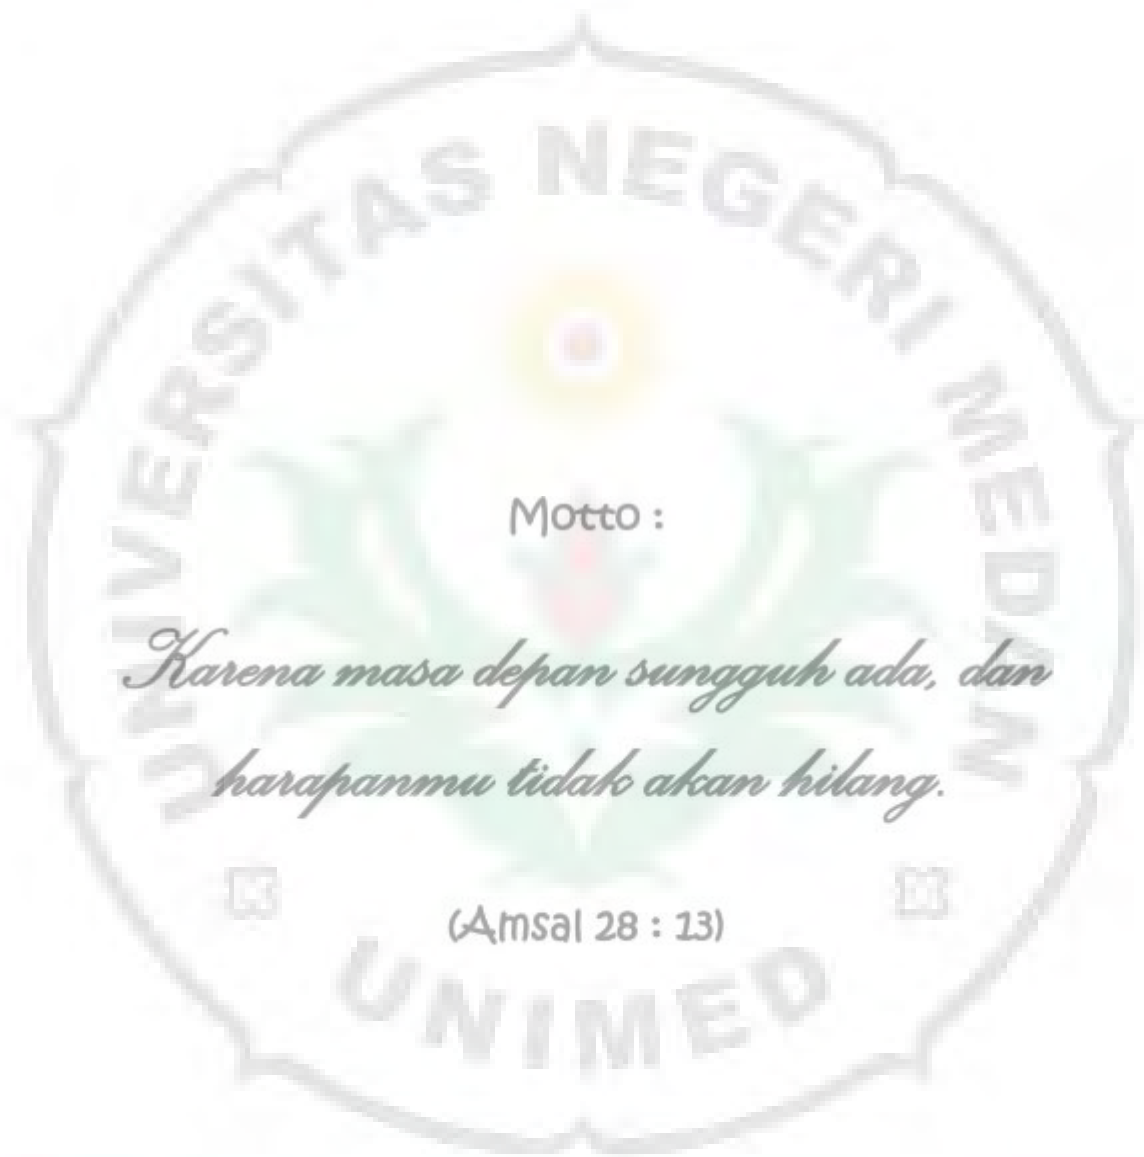 UNIVERSITAS NEGERI MEDAN
Motto :
Karena masa depan sungguh ada, dan
harapanmu tidak akan hilang.
(Amsal 28 : 13)
UNIMED